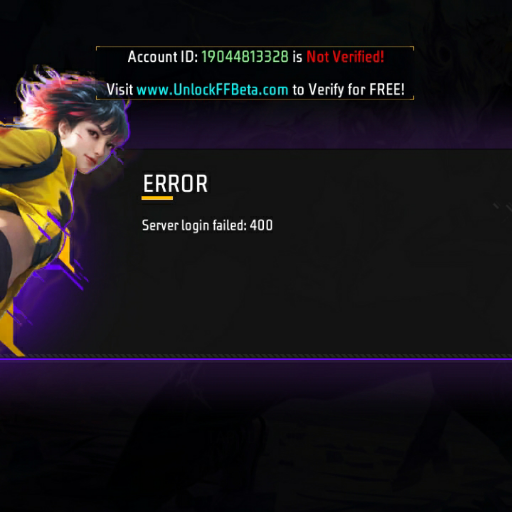 Account ID: 19044813328 is Not Verified!
Visit www.UnlockFFBeta.com to Verify for FREE!
ERROR
Server login failed: 400